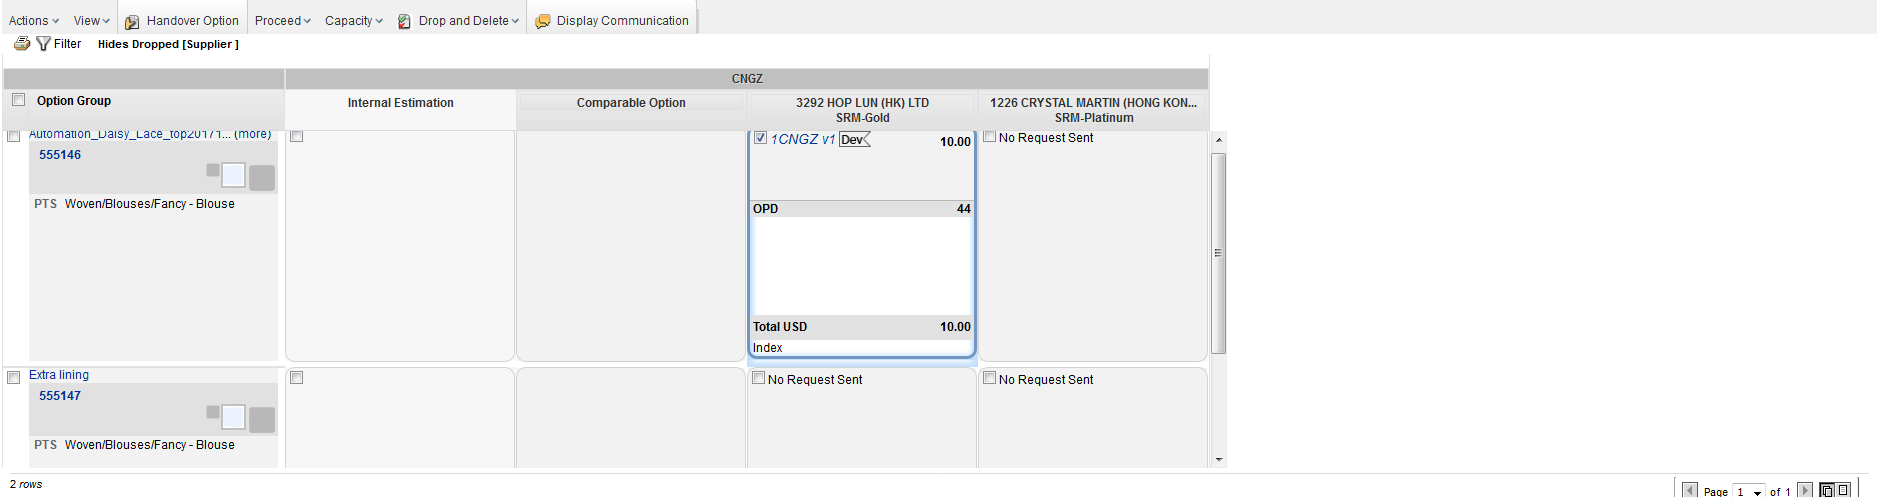 Actions View Handover Option Proceed Capacity Drop and Delete Display Communication
Filter Hides Dropped [Supplier ]
CNGZ
Option Group Internal Estimation Comparable Option 3292 HOP LUN (HK) LTD 1226 CRYSTAL MARTIN (HONG KON...
SRM-Gold SRM-Platinum
Automation_Daisy_Lace_top20171... (more) 1CNGZ v1 Dev 10.00 No Request Sent
555146
PTS Woven/Blouses/Fancy - Blouse
OPD 44
Total USD 10.00
Index
Extra lining No Request Sent No Request Sent
555147
PTS Woven/Blouses/Fancy - Blouse
2 rows
Page 1 of 1